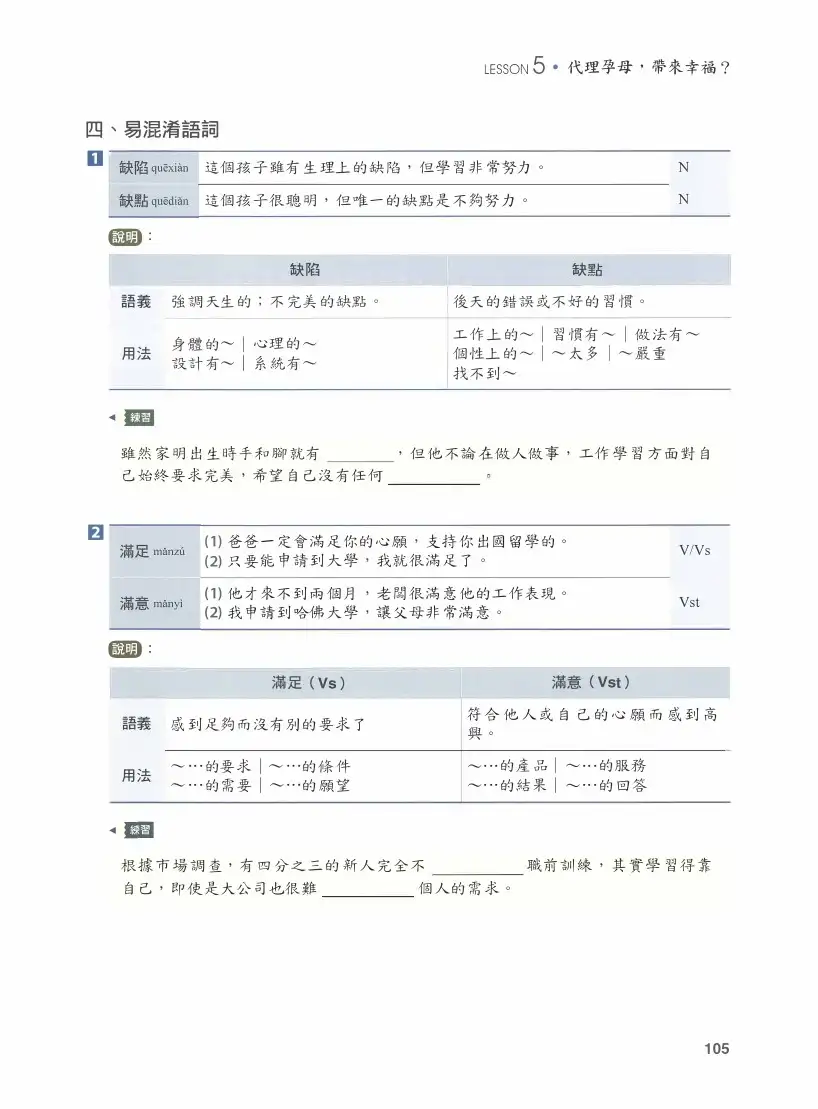 LESSON 5 • 代理孕母，帶來幸福？
四、易混淆語詞
1
缺陷 quēxiàn 這個孩子雖有生理上的缺陷，但學習非常努力。 N
缺點 quēdiǎn 這個孩子很聰明，但唯一的缺點是不夠努力。 N
說明：
缺陷 缺點
語義 強調天生的；不完美的缺點。 後天的錯誤或不好的習慣。
用法
身體的～｜心理的～
設計有～｜系統有～
工作上的～｜習慣有～｜做法有～
個性上的～｜～太多｜～嚴重
找不到～
練習
雖然家明出生時手和腳就有 ________，但他不論在做人做事，工作學習方面對自
己始終要求完美，希望自己沒有任何 ___________。
2
滿足 mǎnzú
(1) 爸爸一定會滿足你的心願，支持你出國留學的。
(2) 只要能申請到大學，我就很滿足了。
V/Vs
滿意 mǎnyì
(1) 他才來不到兩個月，老闆很滿意他的工作表現。
(2) 我申請到哈佛大學，讓父母非常滿意。
Vst
說明：
滿足（Vs） 滿意（Vst）
語義 感到足夠而沒有別的要求了
符合他人或自己的心願而感到高
興。
用法
～…的要求｜～…的條件
～…的需要｜～…的願望
～…的產品｜～…的服務
～…的結果｜～…的回答
練習
根據市場調查，有四分之三的新人完全不 ___________ 職前訓練，其實學習得靠
自己，即使是大公司也很難 ___________ 個人的需求。
105